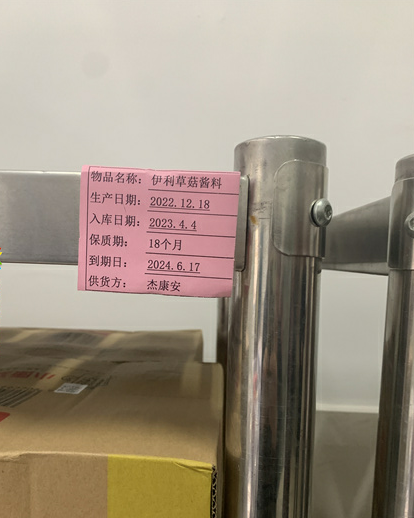 物品名称：伊利草菇酱料
生产日期：2022.12.18
入库日期：2023.4.4
保质期：18个月
到期日：2024.6.17
供货方：杰康安